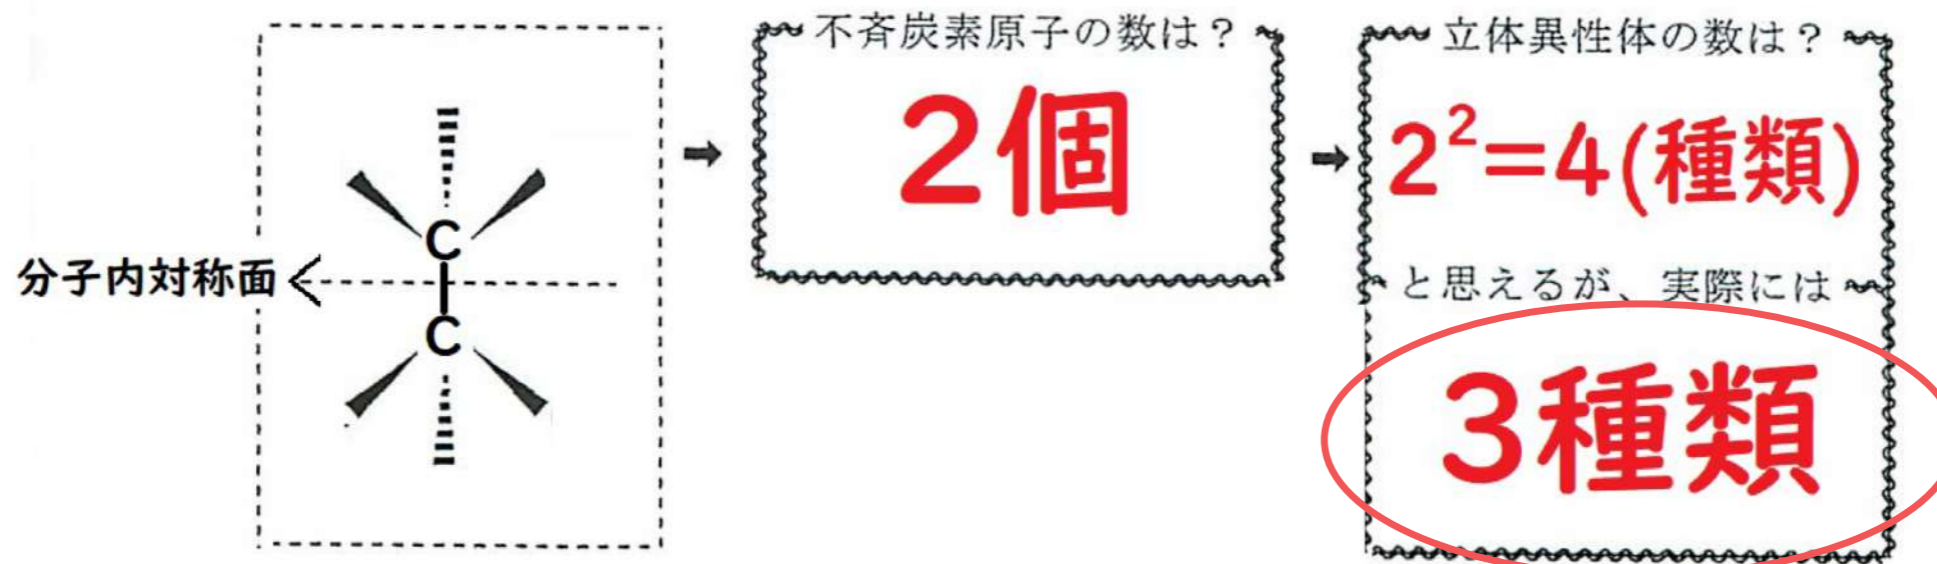 分子内対称面
C
C
不斉炭素原子の数は？
2個
立体異性体の数は？
2²=4(種類)
と思えるが、実際には
3種類